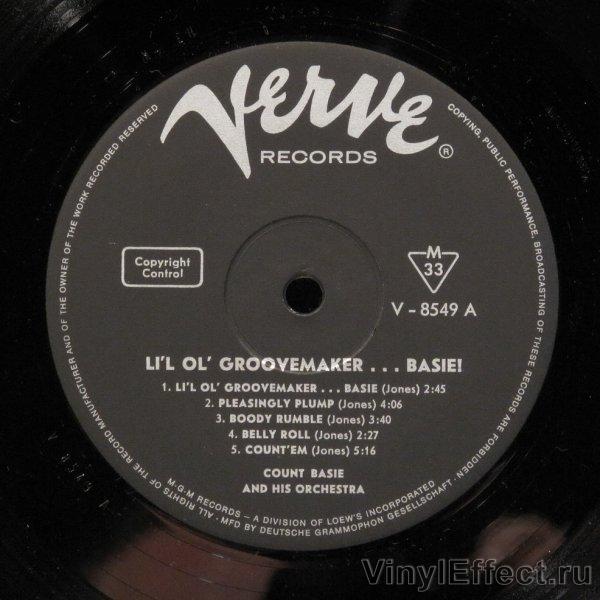 Verve
RECORDS ®
Copyright
Control
M
33
V - 8549 A
LI'L OL' GROOVEMAKER . . . BASIE!
1. LI'L OL' GROOVEMAKER . . . BASIE (Jones) 2:45
2. PLEASINGLY PLUMP (Jones) 4:06
3. BOODY RUMBLE (Jones) 3:40
4. BELLY ROLL (Jones) 2:27
5. COUNT'EM (Jones) 5:16
COUNT BASIE
AND HIS ORCHESTRA
M·G·M RECORDS – A DIVISION OF LOEW'S INCORPORATED
ALL RIGHTS OF THE RECORD MANUFACTURER AND OF THE OWNER OF THE WORK RECORDED RESERVED
COPYING, PUBLIC PERFORMANCE, BROADCASTING OF THESE RECORDS ARE FORBIDDEN
MFD BY DEUTSCHE GRAMMOPHON GESELLSCHAFT
VinylEffect.ru